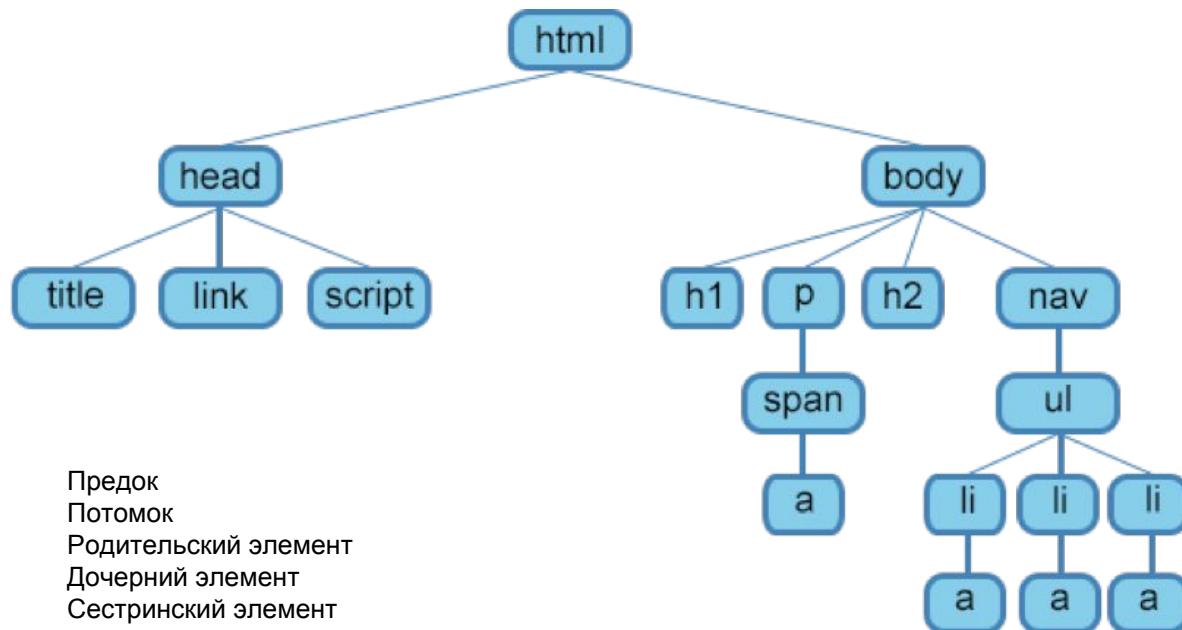 html
head body
title link script h1 p h2 nav
span ul
a li li li
a a a
Предок
Потомок
Родительский элемент
Дочерний элемент
Сестринский элемент